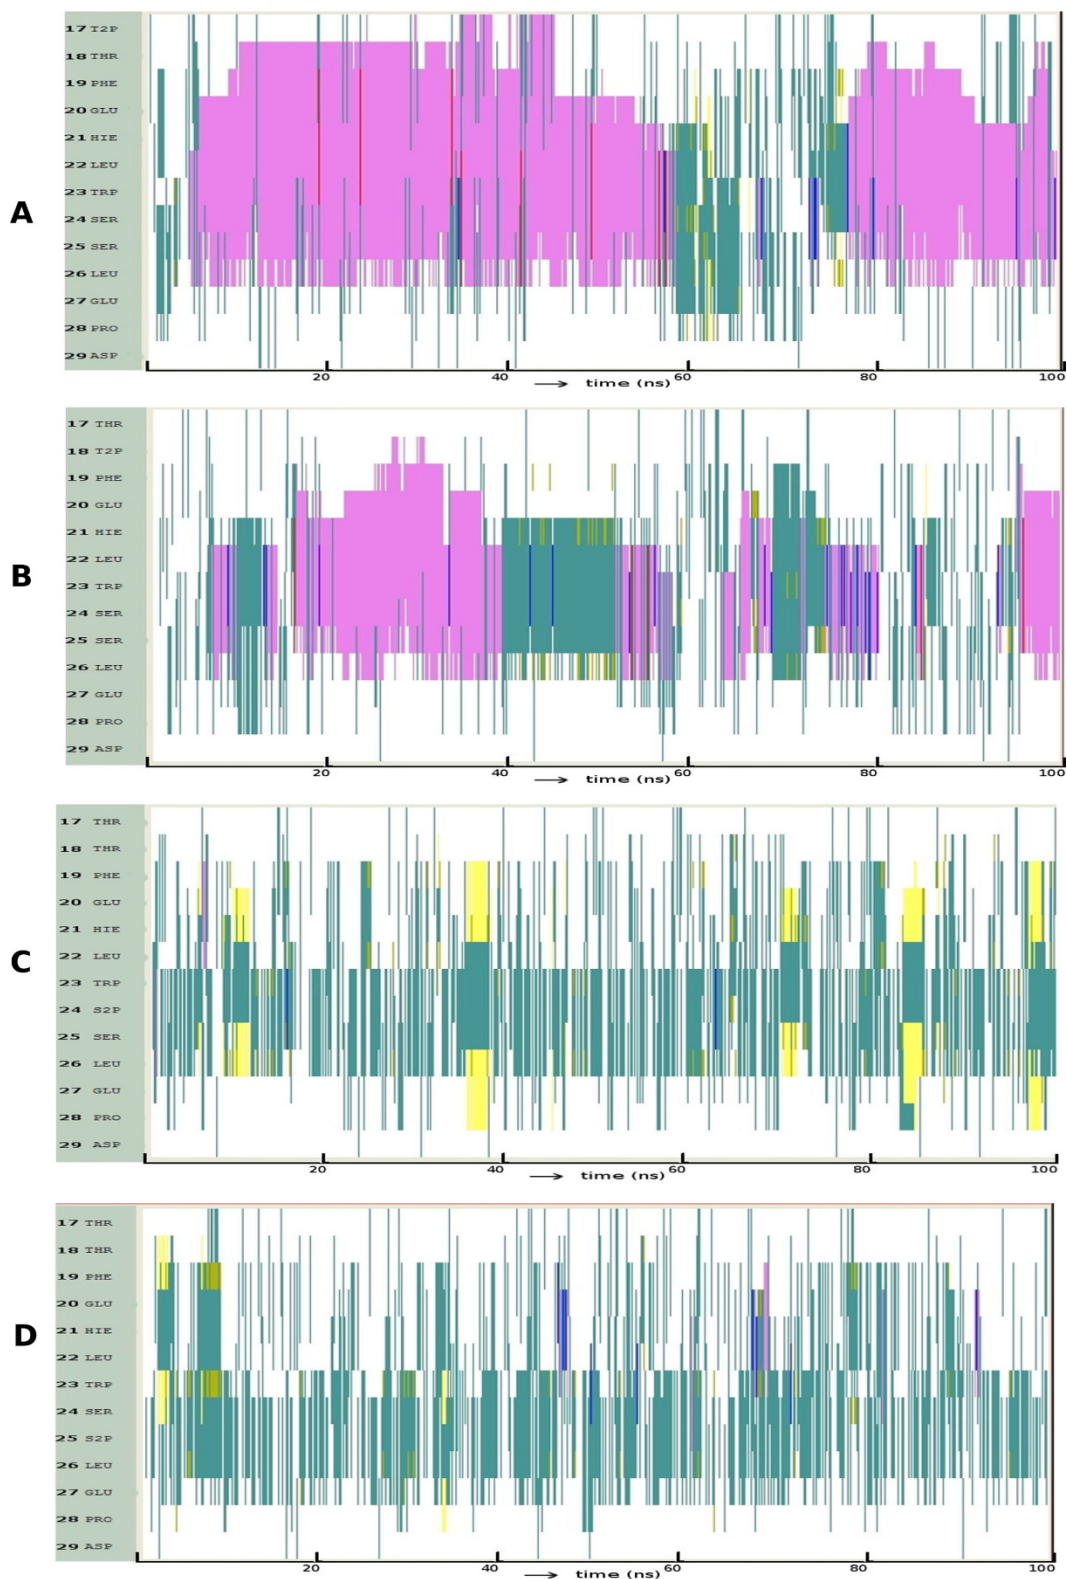 A
17 T2P
18 THR
19 PHE
20 GLU
21 HIE
22 LEU
23 TRP
24 SER
25 SER
26 LEU
27 GLU
28 PRO
29 ASP
20 40 60 80 100
time (ns)
B
17 THR
18 T2P
19 PHE
20 GLU
21 HIE
22 LEU
23 TRP
24 SER
25 SER
26 LEU
27 GLU
28 PRO
29 ASP
20 40 60 80 100
time (ns)
C
17 THR
18 THR
19 PHE
20 GLU
21 HIE
22 LEU
23 TRP
24 S2P
25 SER
26 LEU
27 GLU
28 PRO
29 ASP
20 40 60 80 100
time (ns)
D
17 THR
18 THR
19 PHE
20 GLU
21 HIE
22 LEU
23 TRP
24 SER
25 S2P
26 LEU
27 GLU
28 PRO
29 ASP
20 40 60 80 100
time (ns)